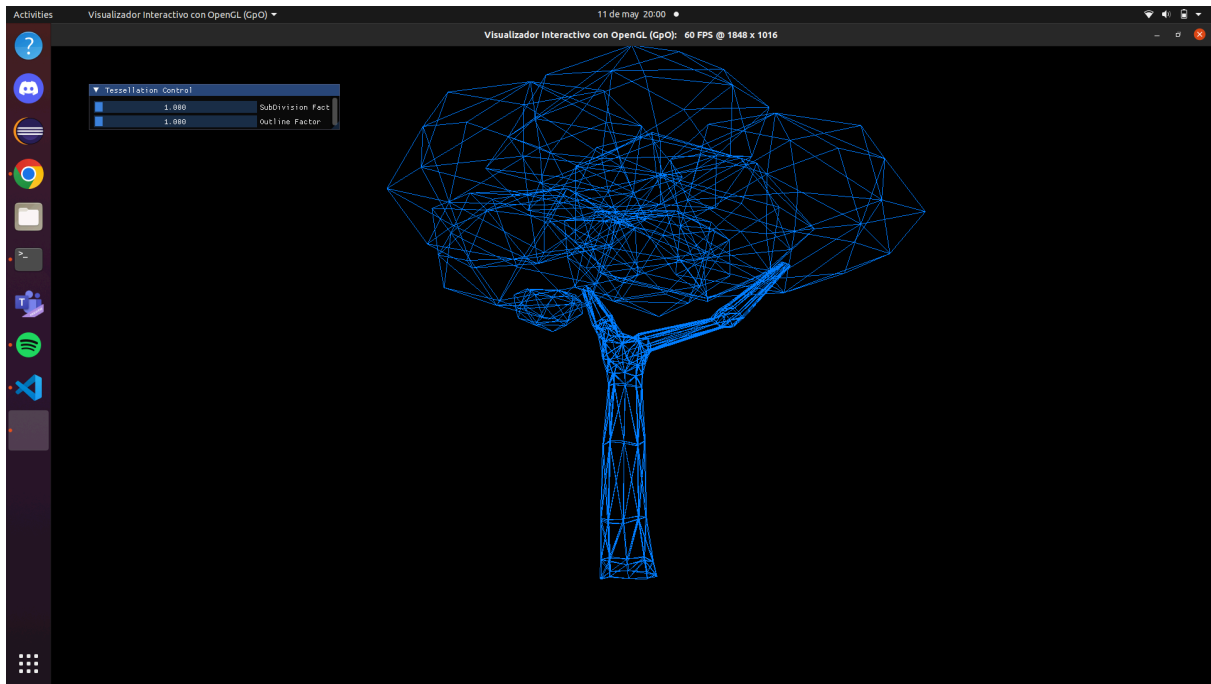 Activities Visualizador Interactivo con OpenGL (GpO) 11 de may 20:00
Visualizador Interactivo con OpenGL (GpO): 60 FPS @ 1848 x 1016
Tessellation Control
1.000 SubDivision Fact
1.000 Outline Factor